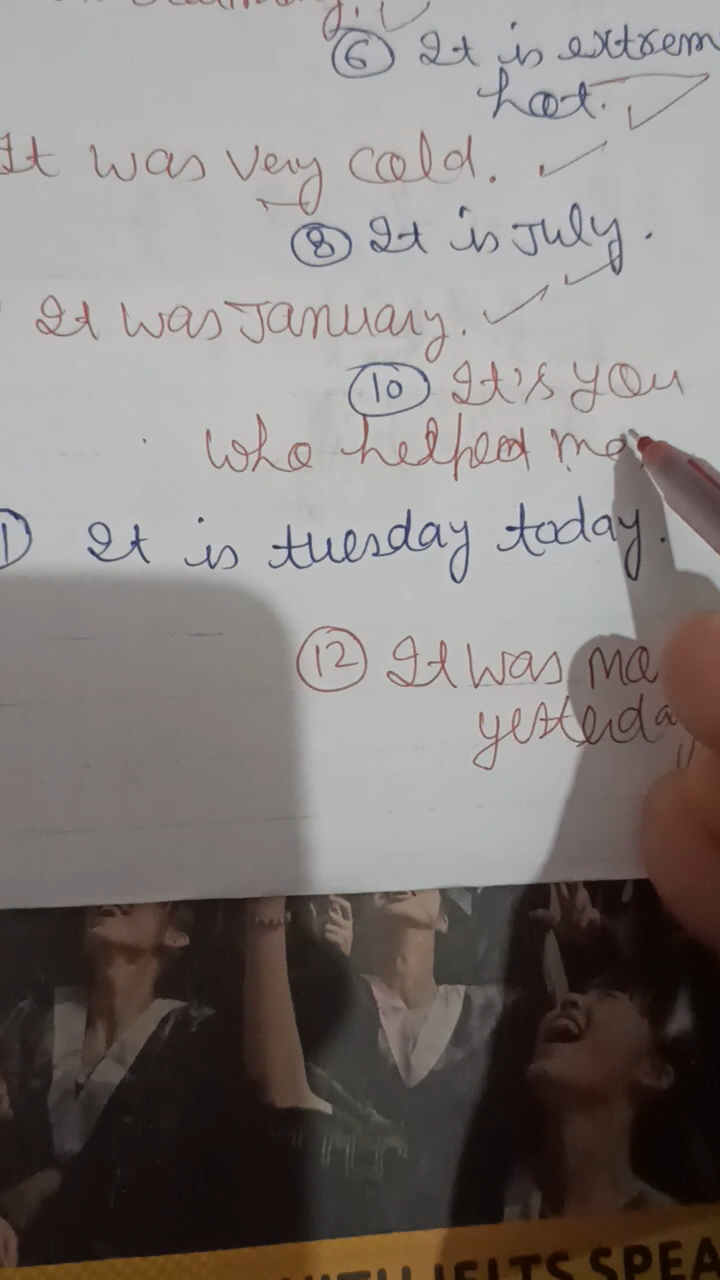 ⑥ It is extrem
hot.
It was very cold.
⑧ It is July.
It was January.
⑩ It's you
who helped me
It is tuesday today.
⑫ It was
yesterda
IELTS SPEA